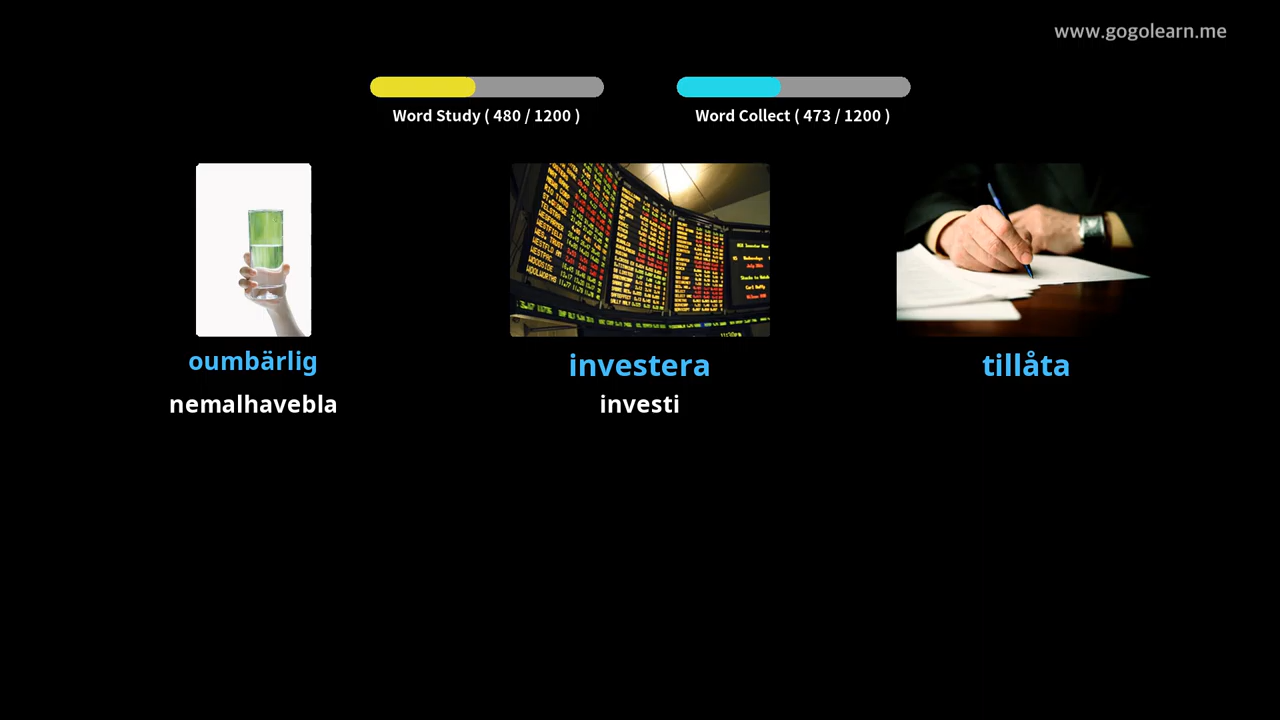 www.gogolearn.me
Word Study ( 480 / 1200 )
Word Collect ( 473 / 1200 )
oumbärlig
investera
tillåta
nemalhavebla
investi